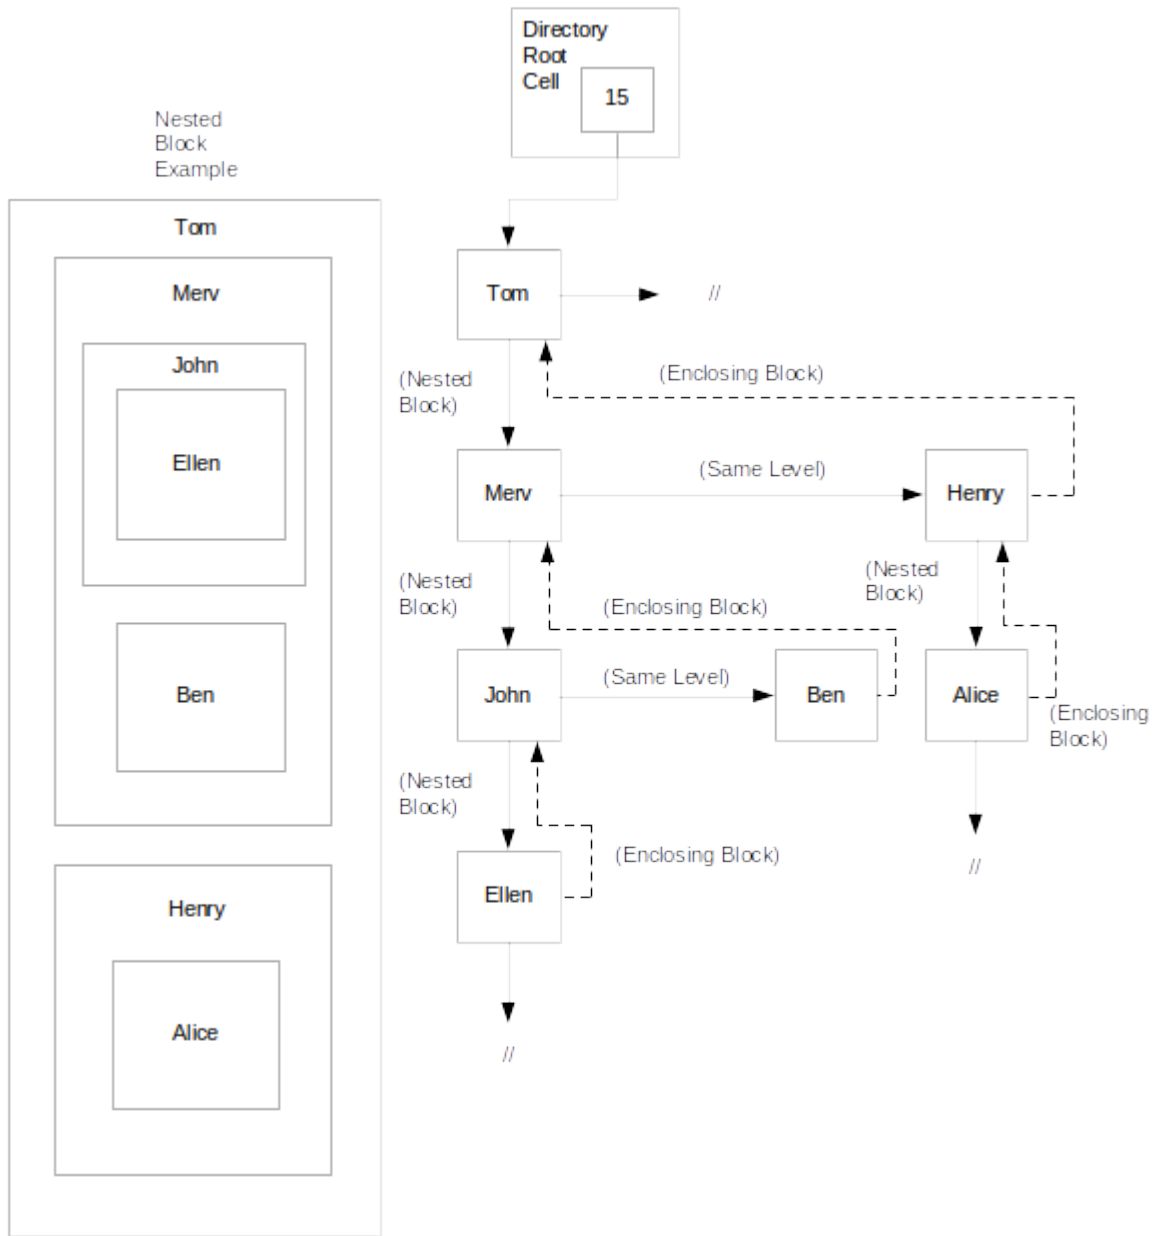 Nested
Block
Example
Tom
Merv
John
Ellen
Ben
Henry
Alice
Directory
Root
Cell
15
Tom
//
(Nested
Block)
(Enclosing Block)
Merv
(Same Level)
Henry
(Nested
Block)
(Enclosing Block)
(Nested
Block)
John
(Same Level)
Ben
Alice
(Enclosing
Block)
(Nested
Block)
(Enclosing Block)
Ellen
//
//